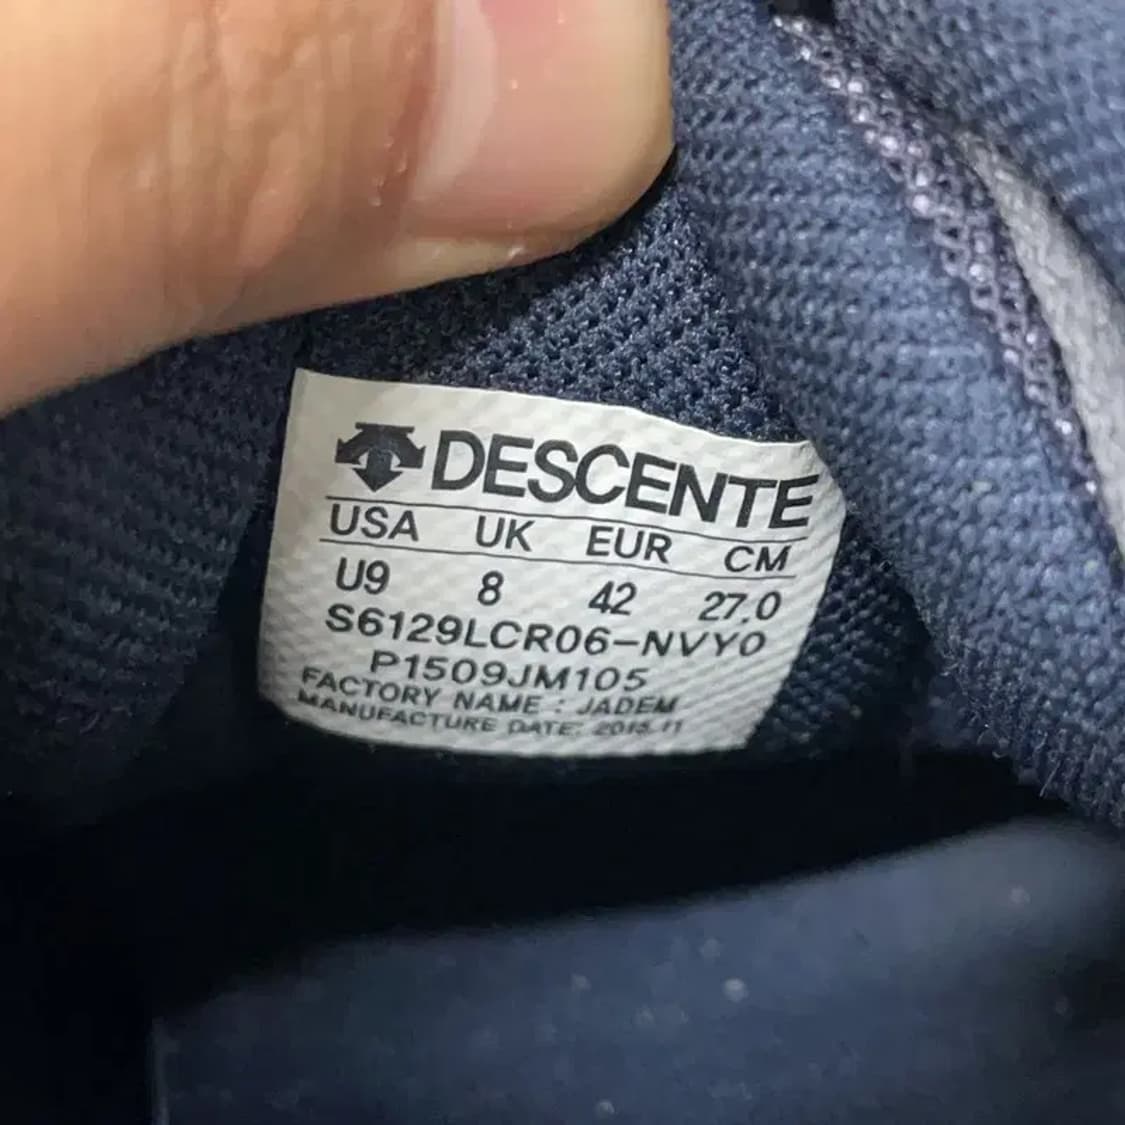 DESCENTE
USA UK EUR CM
U9 8 42 27.0
S6129LCR06-NVY0
P1509JM105
FACTORY NAME : JADEM
MANUFACTURE DATE: 2015.11